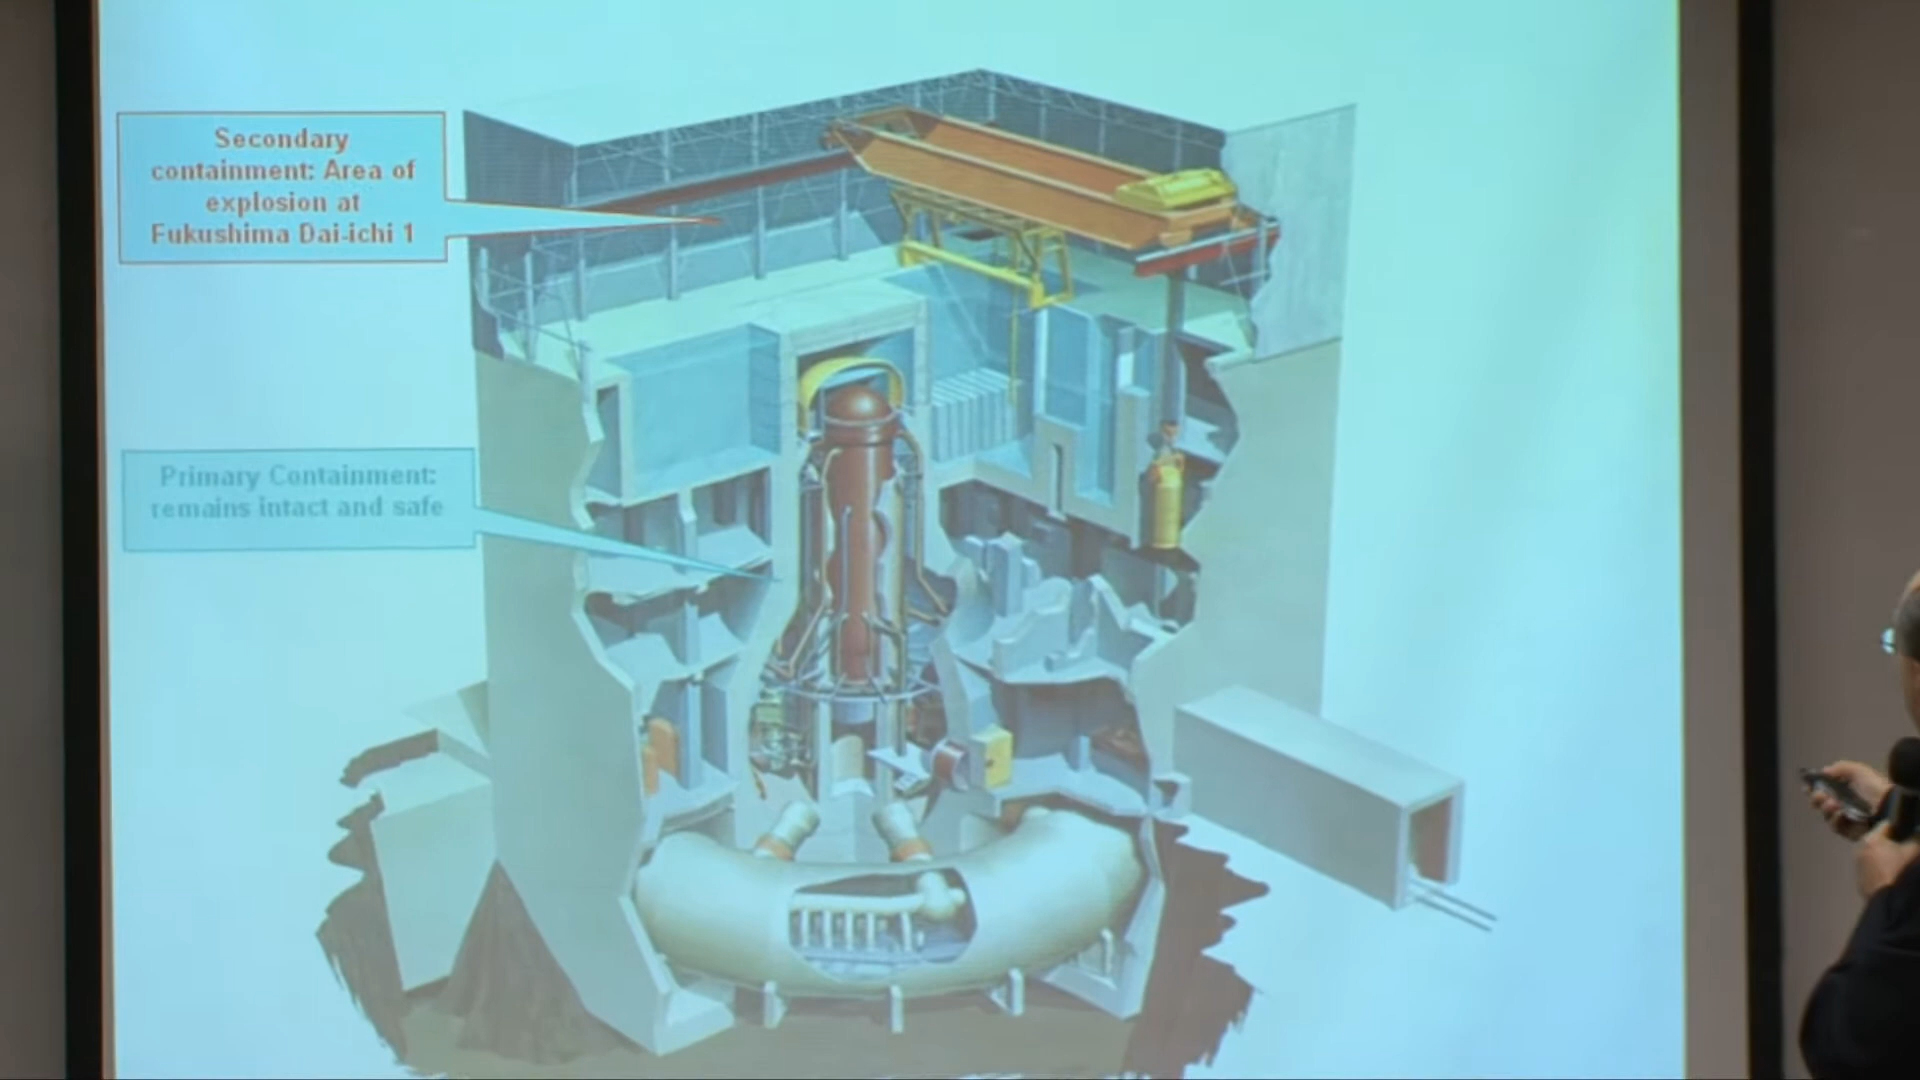 Secondary
containment: Area of
explosion at
Fukushima Dai-ichi 1
Primary Containment:
remains intact and safe